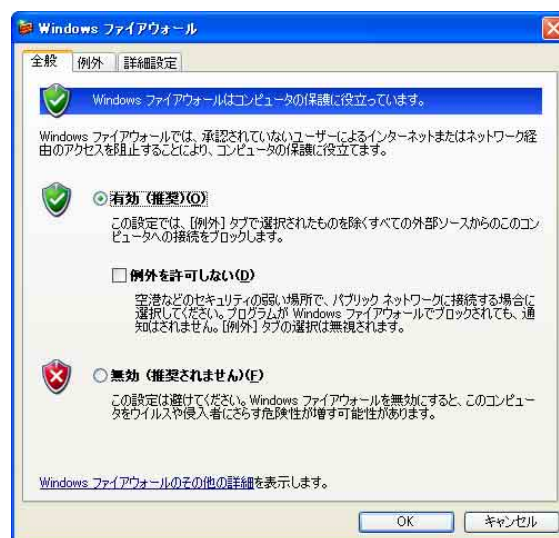 Windows ファイアウォール
全般
例外
詳細設定
Windows ファイアウォールはコンピュータの保護に役立っています。
Windows ファイアウォールでは、承認されていないユーザーによるインターネットまたはネットワーク経
由のアクセスを阻止することにより、コンピュータの保護に役立てます。
有効 (推奨)(O)
この設定では、[例外] タブで選択されたものを除くすべての外部ソースからのこのコン
ピュータへの接続をブロックします。
例外を許可しない(D)
空港などのセキュリティの弱い場所で、パブリック ネットワークに接続する場合に
選択してください。プログラムが Windows ファイアウォールでブロックされても、通
知はされません。[例外] タブの選択は無視されます。
無効 (推奨されません)(F)
この設定は避けてください。Windows ファイアウォールを無効にすると、このコンピュー
タをウイルスや侵入者にさらす危険性が増す可能性があります。
Windows ファイアウォールのその他の詳細を表示します。
OK
キャンセル